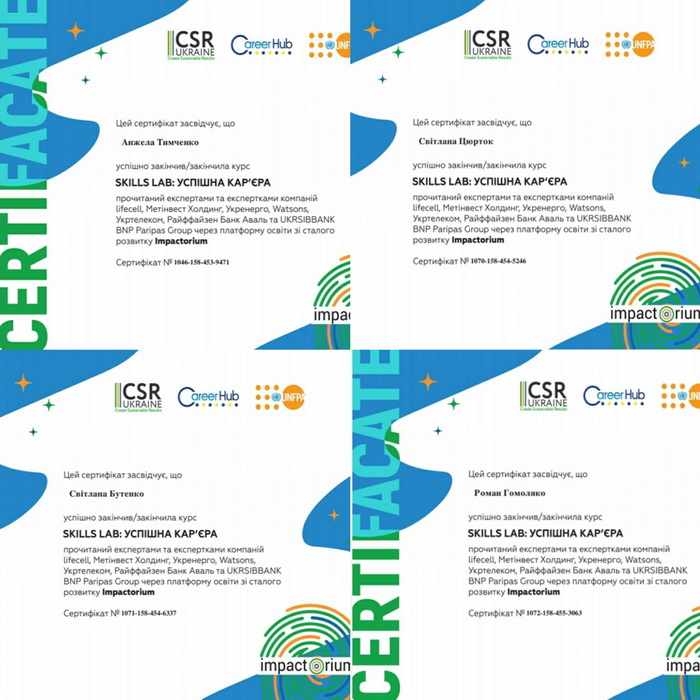 CERTIFACATE
CSR
UKRAINE
Create Sustainable Results
CareerHub
UNFPA
Цей сертифікат засвідчує, що
Анжела Тимченко
успішно закінчив/закінчила курс
SKILLS LAB: УСПІШНА КАР’ЄРА
прочитаний експертами та експертками компаній
lifecell, Метінвест Холдинг, Укренерго, Watsons,
Укртелеком, Райффайзен Банк Аваль та UKRSIBBANK
BNP Paripas Group через платформу освіти зі сталого
розвитку Impactorium
Сертифікат № 1046-158-453-9471
impac
CSR
UKRAINE
Create Sustainable Results
CareerHub
UNFPA
Цей сертифікат засвідчує, що
Світлана Цюрток
успішно закінчив/закінчила курс
SKILLS LAB: УСПІШНА КАР’ЄРА
прочитаний експертами та експертками компаній
lifecell, Метінвест Холдинг, Укренерго, Watsons,
Укртелеком, Райффайзен Банк Аваль та UKRSIBBANK
BNP Paripas Group через платформу освіти зі сталого
розвитку Impactorium
Сертифікат № 1070-158-454-5246
impactorium
CSR
UKRAINE
Create Sustainable Results
CareerHub
UNFPA
Цей сертифікат засвідчує, що
Світлана Бутенко
успішно закінчив/закінчила курс
SKILLS LAB: УСПІШНА КАР’ЄРА
прочитаний експертами та експертками компаній
lifecell, Метінвест Холдинг, Укренерго, Watsons,
Укртелеком, Райффайзен Банк Аваль та UKRSIBBANK
BNP Paripas Group через платформу освіти зі сталого
розвитку Impactorium
Сертифікат № 1071-158-454-6337
impactorium
CERTIFACATE
CSR
UKRAINE
Create Sustainable Results
CareerHub
UNFPA
Цей сертифікат засвідчує, що
Роман Гомоляко
успішно закінчив/закінчила курс
SKILLS LAB: УСПІШНА КАР’ЄРА
прочитаний експертами та експертками компаній
lifecell, Метінвест Холдинг, Укренерго, Watsons,
Укртелеком, Райффайзен Банк Аваль та UKRSIBBANK
BNP Paripas Group через платформу освіти зі сталого
розвитку Impactorium
Сертифікат № 1072-158-455-3063
impac